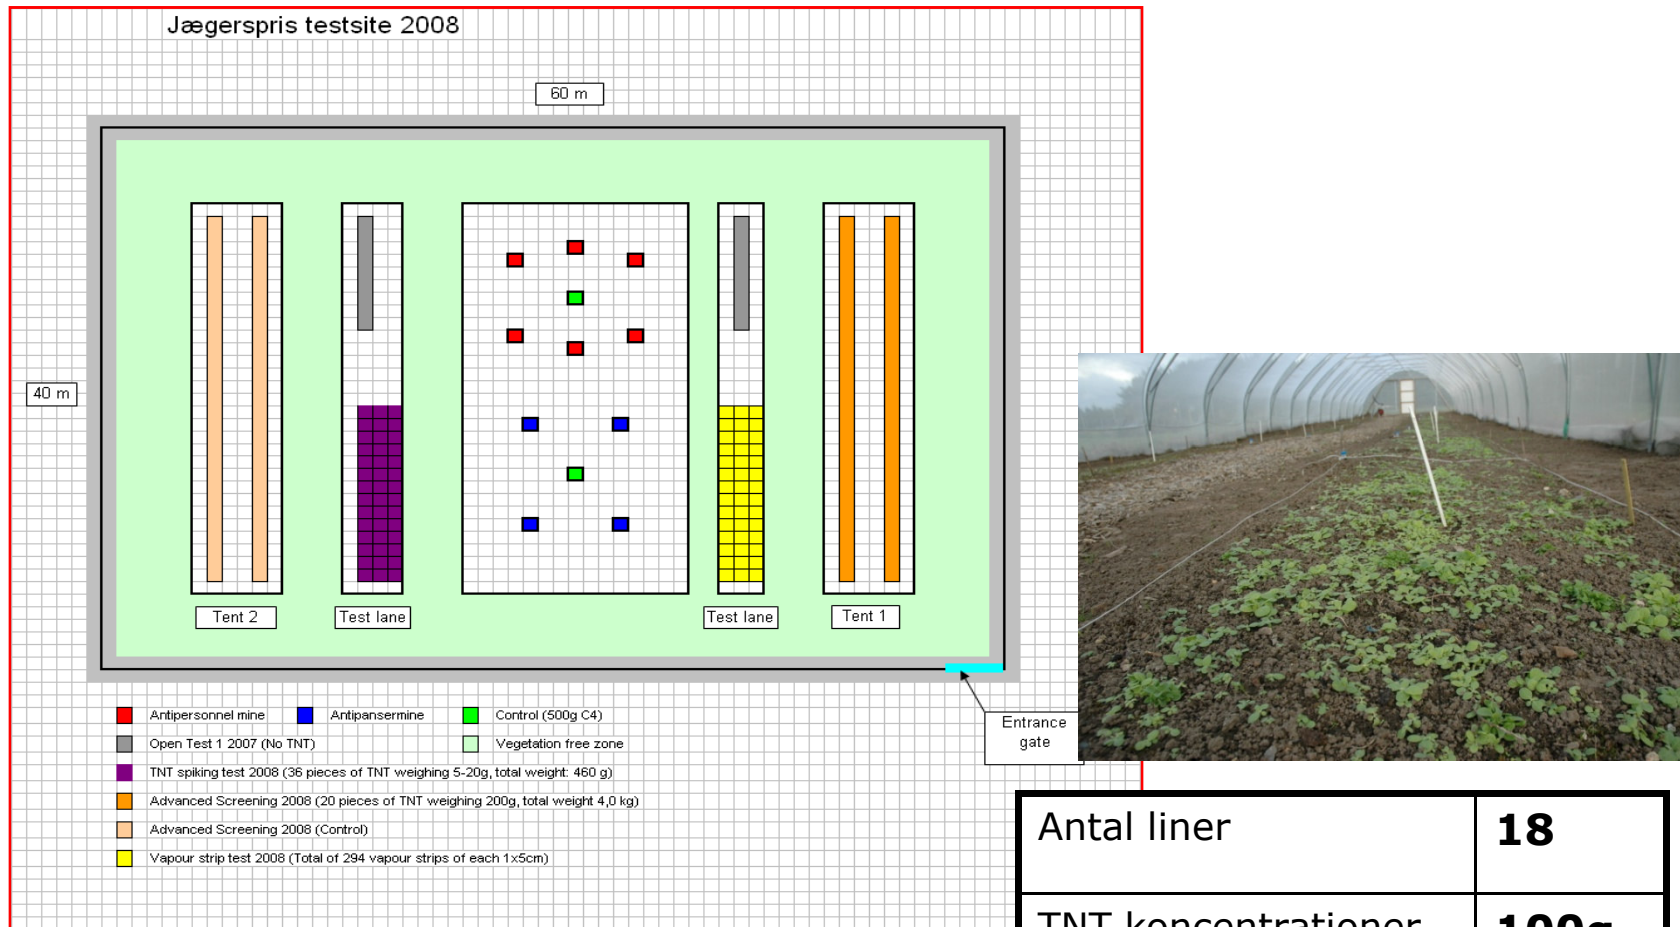 Jægerspris testsite 2008
60 m
40 m
Tent 2
Test lane
Test lane
Tent 1
Entrance
gate
Antipersonnel mine
Antipansermine
Control (500g C4)
Open Test 1 2007 (No TNT)
Vegetation free zone
TNT spiking test 2008 (36 pieces of TNT weighing 5-20g, total weight: 460 g)
Advanced Screening 2008 (20 pieces of TNT weighing 200g, total weight 4,0 kg)
Advanced Screening 2008 (Control)
Vapour strip test 2008 (Total of 294 vapour strips of each 1x5cm)
Antal liner 18
TNT koncentrationer 100g